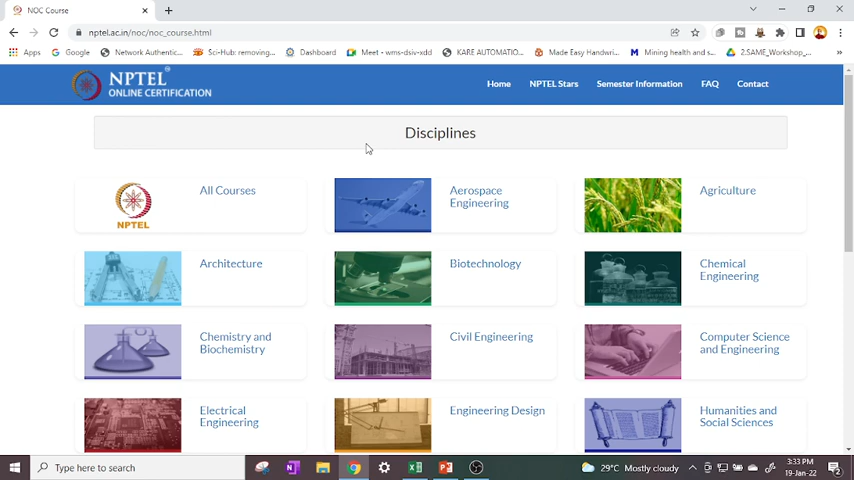 NOC Course
nptel.ac.in/noc/noc_course.html
Apps
Google
Network Authentic...
Sci-Hub: removing...
Dashboard
Meet - wms-dsiv-xdd
KARE AUTOMATIO...
Made Easy Handwri...
Mining health and s...
2.SAME_Workshop_...
NPTEL®
ONLINE CERTIFICATION
Home
NPTEL Stars
Semester Information
FAQ
Contact
Disciplines
NPTEL
All Courses
Aerospace
Engineering
Agriculture
Architecture
Biotechnology
Chemical
Engineering
Chemistry and
Biochemistry
Civil Engineering
Computer Science
and Engineering
Electrical
Engineering
Engineering Design
Humanities and
Social Sciences
Type here to search
29°C Mostly cloudy
3:33 PM
19-Jan-22
2